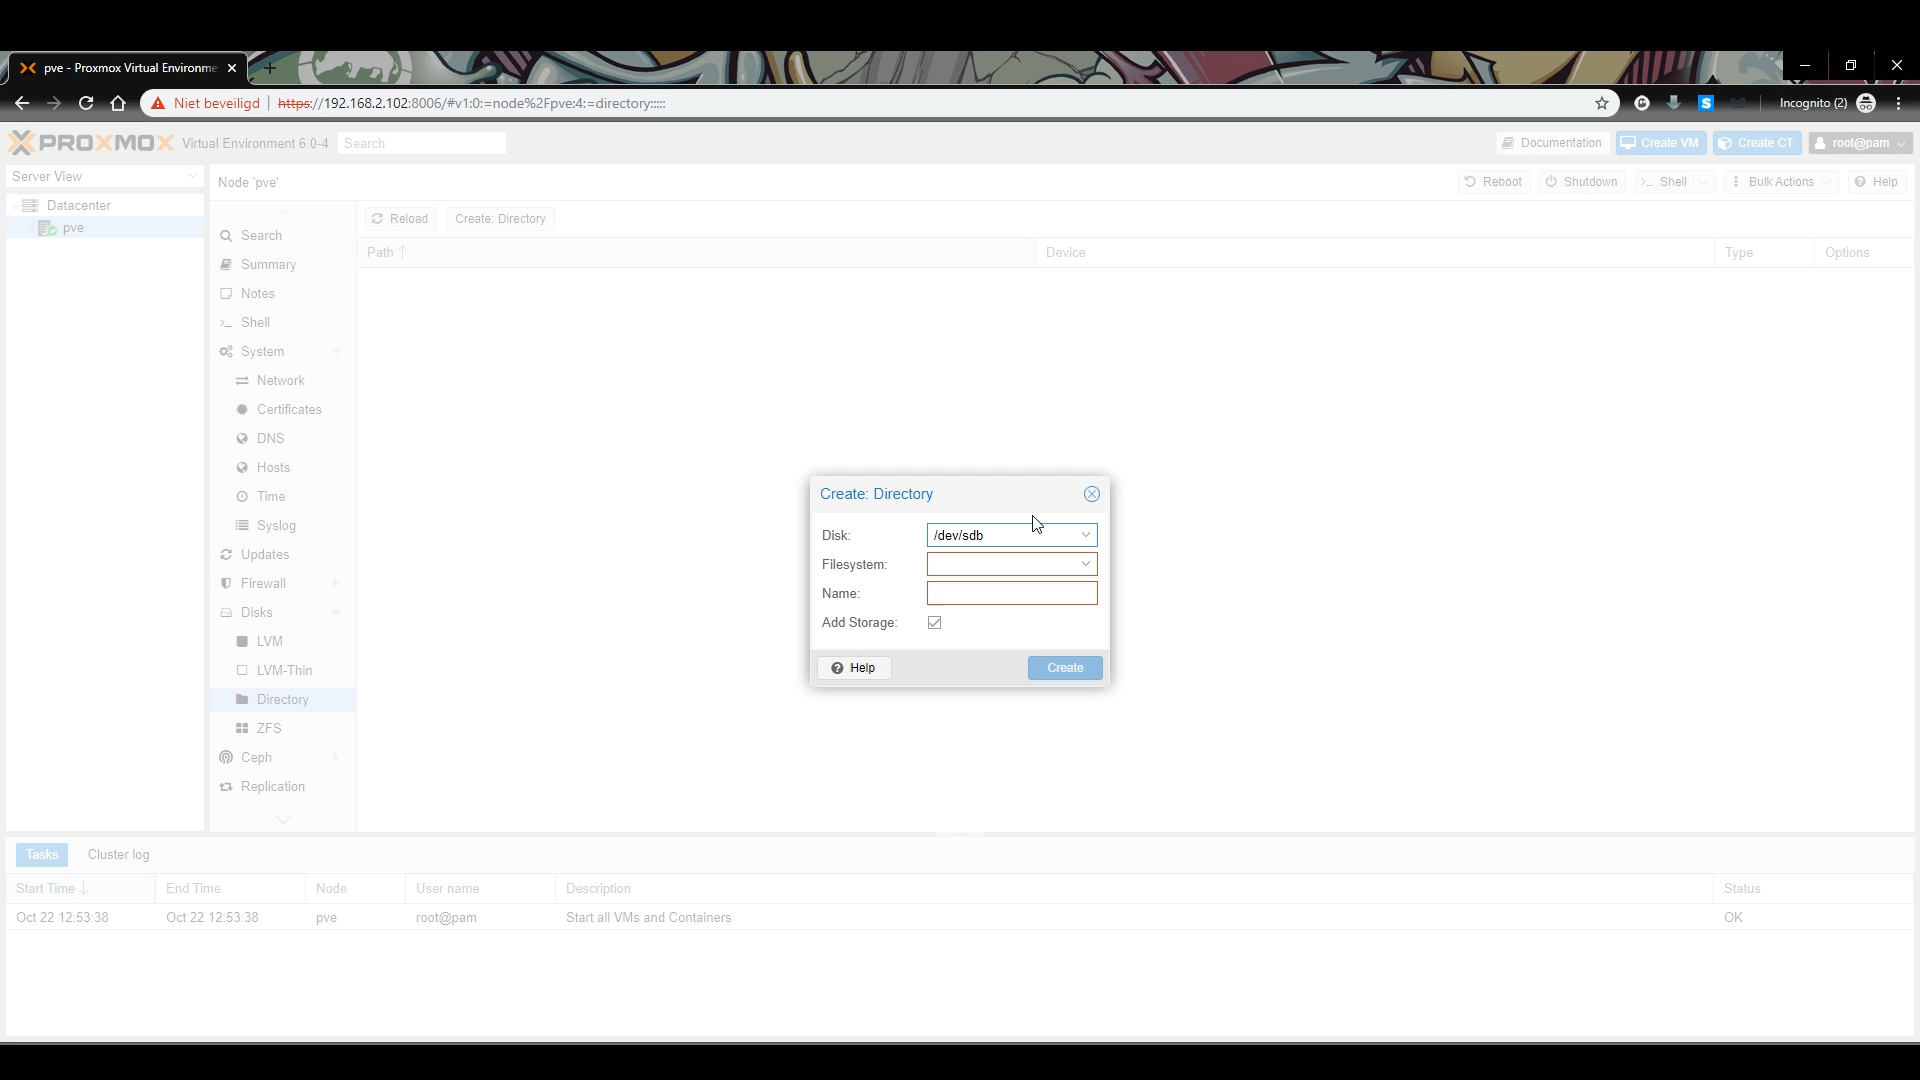 pve - Proxmox Virtual Environme
Niet beveiligd
https://192.168.2.102:8006/#v1:0:=node%2Fpve:4:=directory:::::
S
Incognito (2)
PROXMOX Virtual Environment 6.0-4 Search
Documentation Create VM Create CT root@pam
Server View
Node 'pve'
Reboot Shutdown Shell Bulk Actions Help
Datacenter
pve
Search
Summary
Notes
Shell
System
Network
Certificates
DNS
Hosts
Time
Syslog
Updates
Firewall
Disks
LVM
LVM-Thin
Directory
ZFS
Ceph
Replication
Reload Create: Directory
Path Device Type Options
Create: Directory
Disk: /dev/sdb
Filesystem:
Name:
Add Storage:
Help Create
Tasks Cluster log
Start Time End Time Node User name Description Status
Oct 22 12:53:38 Oct 22 12:53:38 pve root@pam Start all VMs and Containers OK